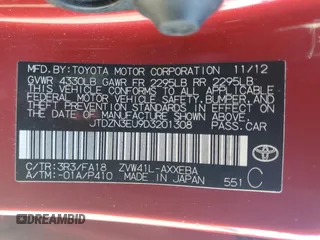 MFD.BY:TOYOTA MOTOR CORPORATION 11/12
GVWR 4330LB GAWR FR 2295LB RR 2295LB
THIS VEHICLE CONFORMS TO ALL APPLICABLE
FEDERAL MOTOR VEHICLE SAFETY, BUMPER,
AND THEFT PREVENTION STANDARDS IN
EFFECT ON THE DATE OF MANUFACTURE
SHOWN ABOVE.
JTDZN3EU9D3201308 PASS. CAR
C/TR:3R3/FA18 ZVW41L-AXXEBA
A/TM:-01A/P410 MADE IN JAPAN 551 C
TOYOTA